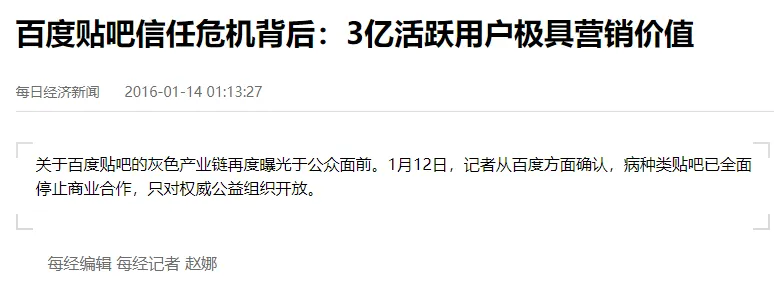 百度贴吧信任危机背后：3亿活跃用户极具营销价值
每日经济新闻 2016-01-14 01:13:27
关于百度贴吧的灰色产业链再度曝光于公众面前。1月12日，记者从百度方面确认，病种类贴吧已全面
停止商业合作，只对权威公益组织开放。
每经编辑 每经记者 赵娜